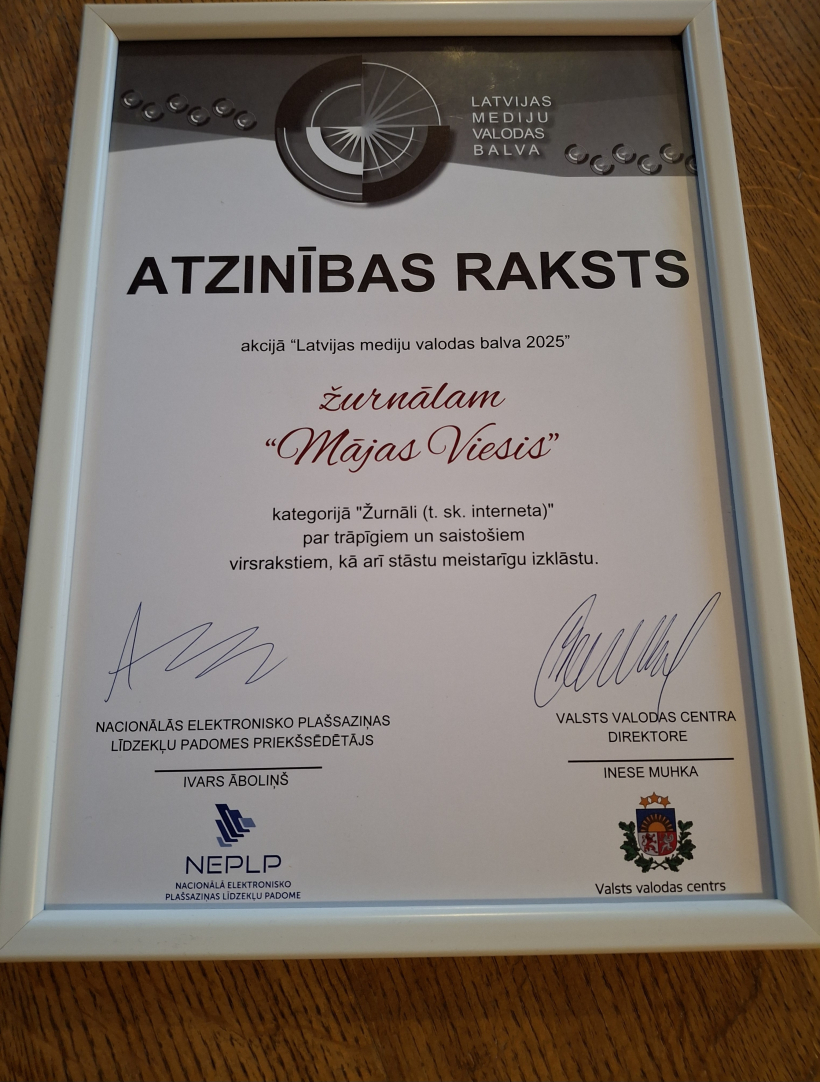 LATVIJAS
MEDIJU
VALODAS
BALVA
ATZINĪBAS RAKSTS
akcijā “Latvijas mediju valodas balva 2025”
žurnālam
“Mājas Viesis”
kategorijā "Žurnāli (t. sk. interneta)"
par trāpīgiem un saistošiem
virsrakstiem, kā arī stāstu meistarīgu izklāstu.
NACIONĀLĀS ELEKTRONISKO PLAŠSAZIŅAS
LĪDZEKĻU PADOMES PRIEKŠSĒDĒTĀJS
IVARS ĀBOLIŅŠ
NEPLP
NACIONĀLĀ ELEKTRONISKO
PLAŠSAZIŅAS LĪDZEKĻU PADOME
VALSTS VALODAS CENTRA
DIREKTORE
INESE MUHKA
Valsts valodas centrs